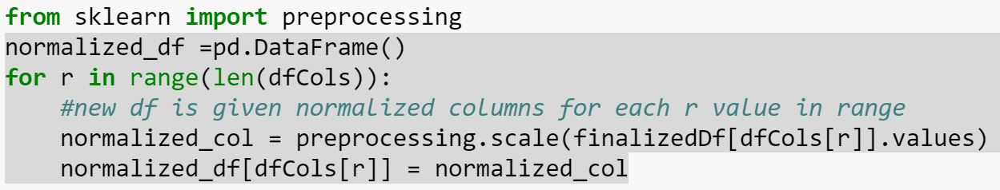 from sklearn import preprocessing
normalized_df =pd.DataFrame()
for r in range(len(dfCols)):
    #new df is given normalized columns for each r value in range
    normalized_col = preprocessing.scale(finalizedDf[dfCols[r]].values)
    normalized_df[dfCols[r]] = normalized_col